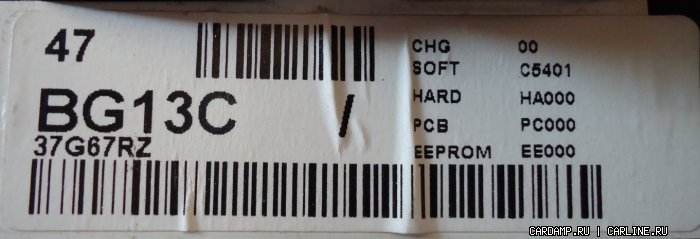 47
CHG 00
SOFT C5401
BG13C /
HARD HA000
PCB PC000
37G67RZ
EEPROM EE000
CARDAMP.RU | CARLINE.RU